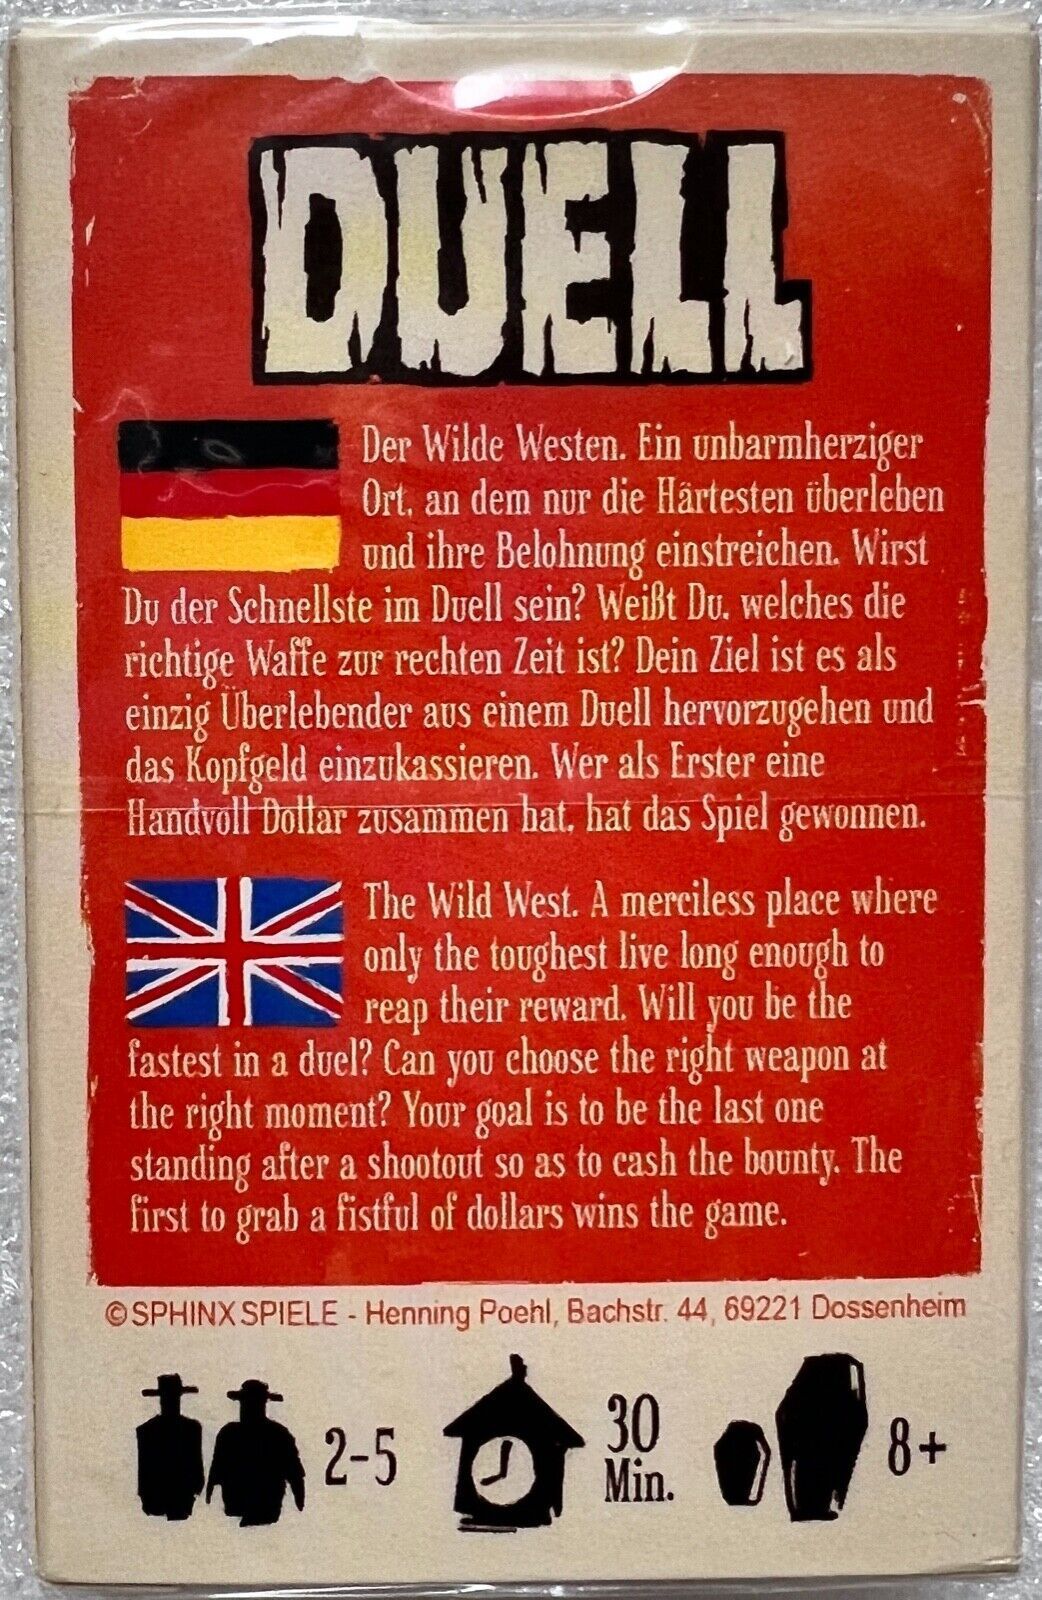 DUELL
Der Wilde Westen. Ein unbarmherziger
Ort, an dem nur die Härtesten überleben
und ihre Belohnung einstreichen. Wirst
Du der Schnellste im Duell sein? Weißt Du, welches die
richtige Waffe zur rechten Zeit ist? Dein Ziel ist es als
einzig Überlebender aus einem Duell hervorzugehen und
das Kopfgeld einzukassieren. Wer als Erster eine
Handvoll Dollar zusammen hat, hat das Spiel gewonnen.
The Wild West. A merciless place where
only the toughest live long enough to
reap their reward. Will you be the
fastest in a duel? Can you choose the right weapon at
the right moment? Your goal is to be the last one
standing after a shootout so as to cash the bounty. The
first to grab a fistful of dollars wins the game.
©SPHINXSPIELE - Henning Poehl, Bachstr. 44, 69221 Dossenheim
2-5
30
Min.
8+